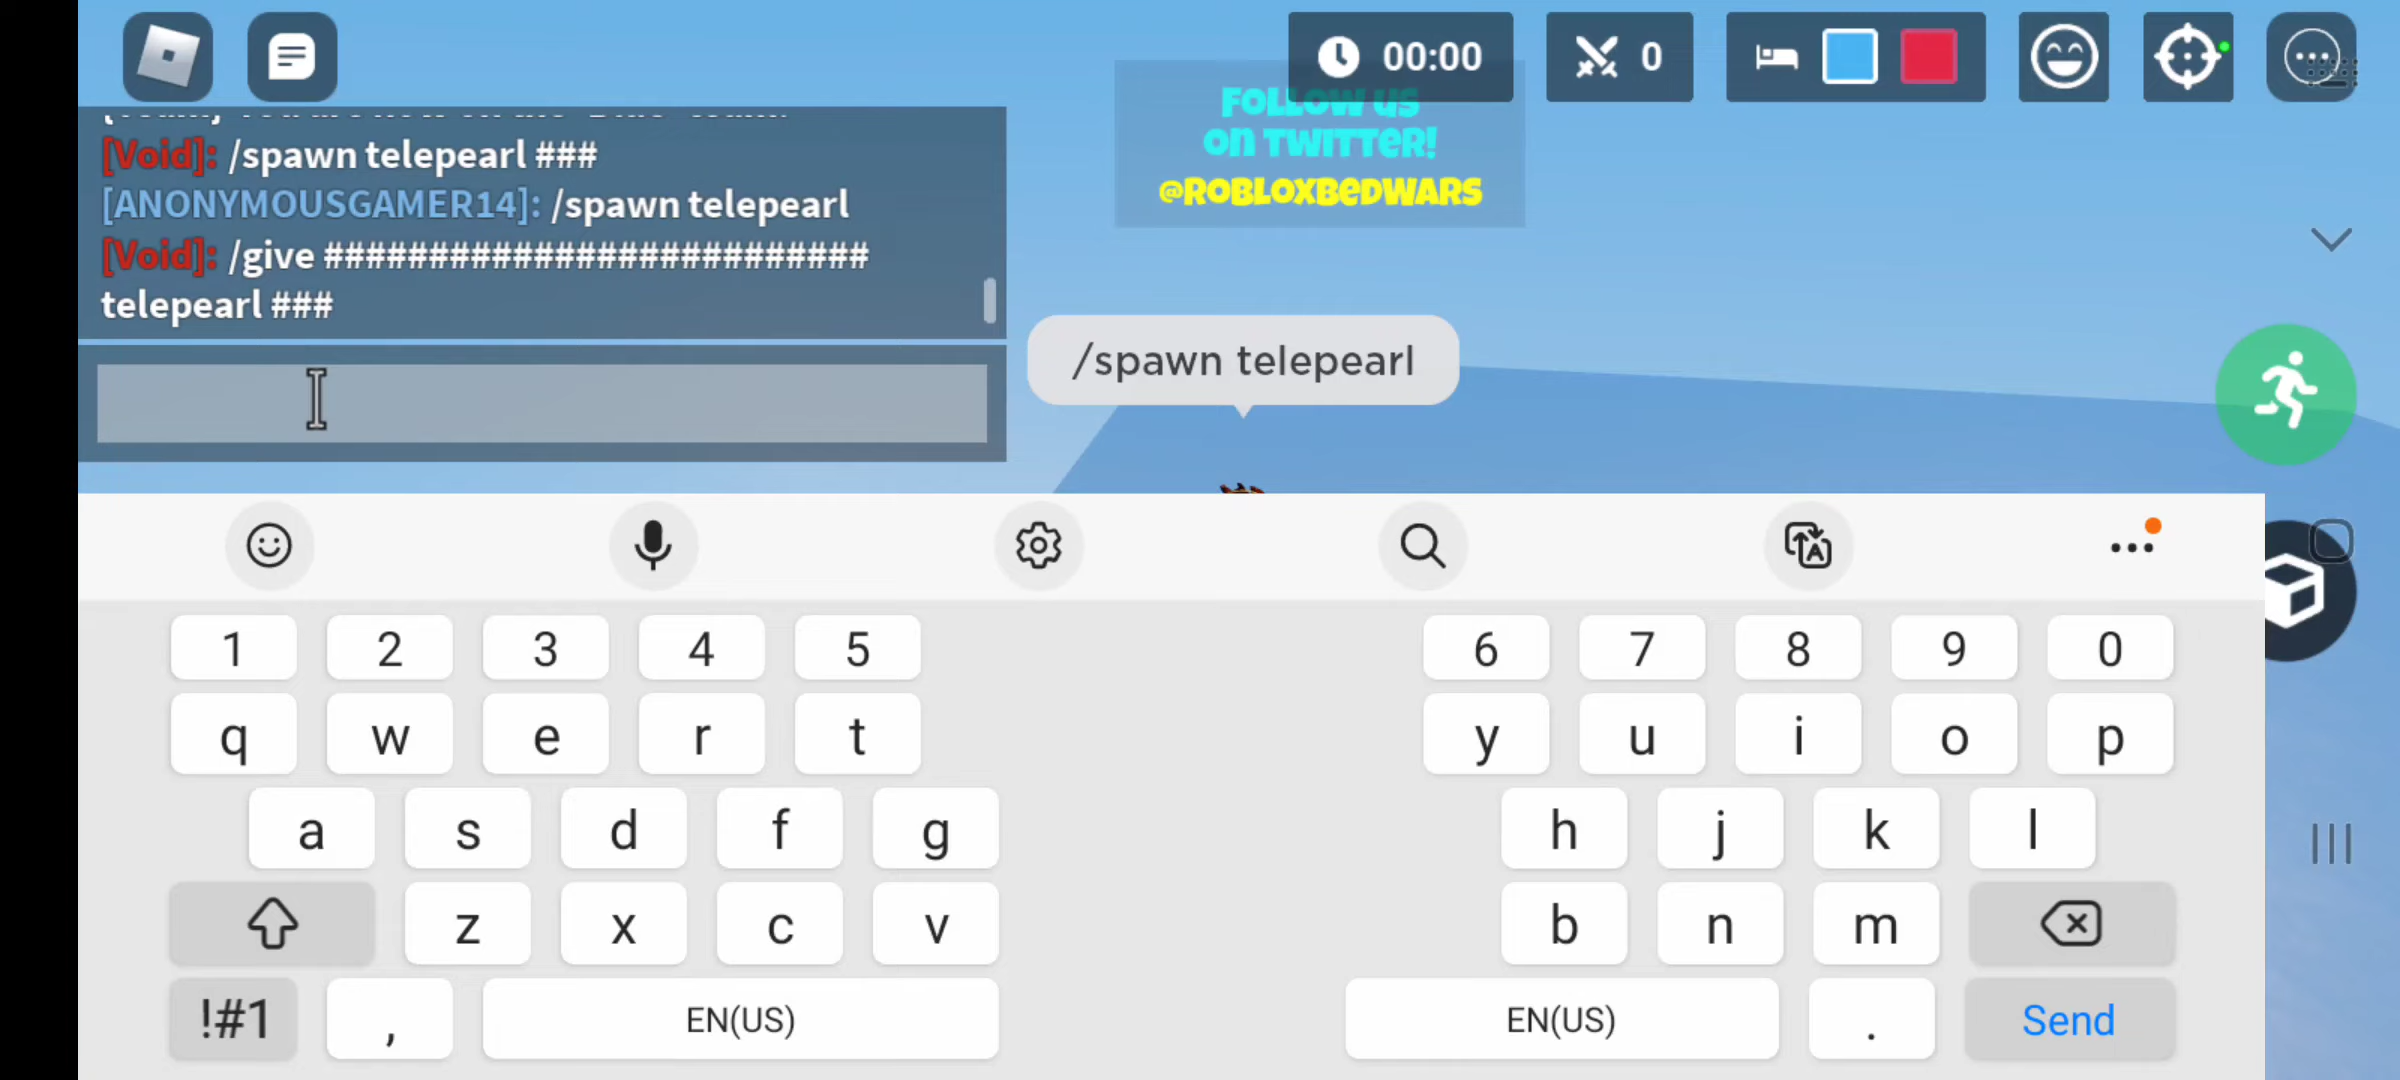 00:00
0
FOLLOW US
ON TWITTER!
@ROBLOXBEDWARS
[Void]: /spawn telepearl ###
[ANONYMOUSGAMER14]: /spawn telepearl
[Void]: /give ##########################
telepearl ###
/spawn telepearl
1 2 3 4 5 6 7 8 9 0
q w e r t y u i o p
a s d f g h j k l
z x c v b n m
!#1 , EN(US) EN(US) . Send